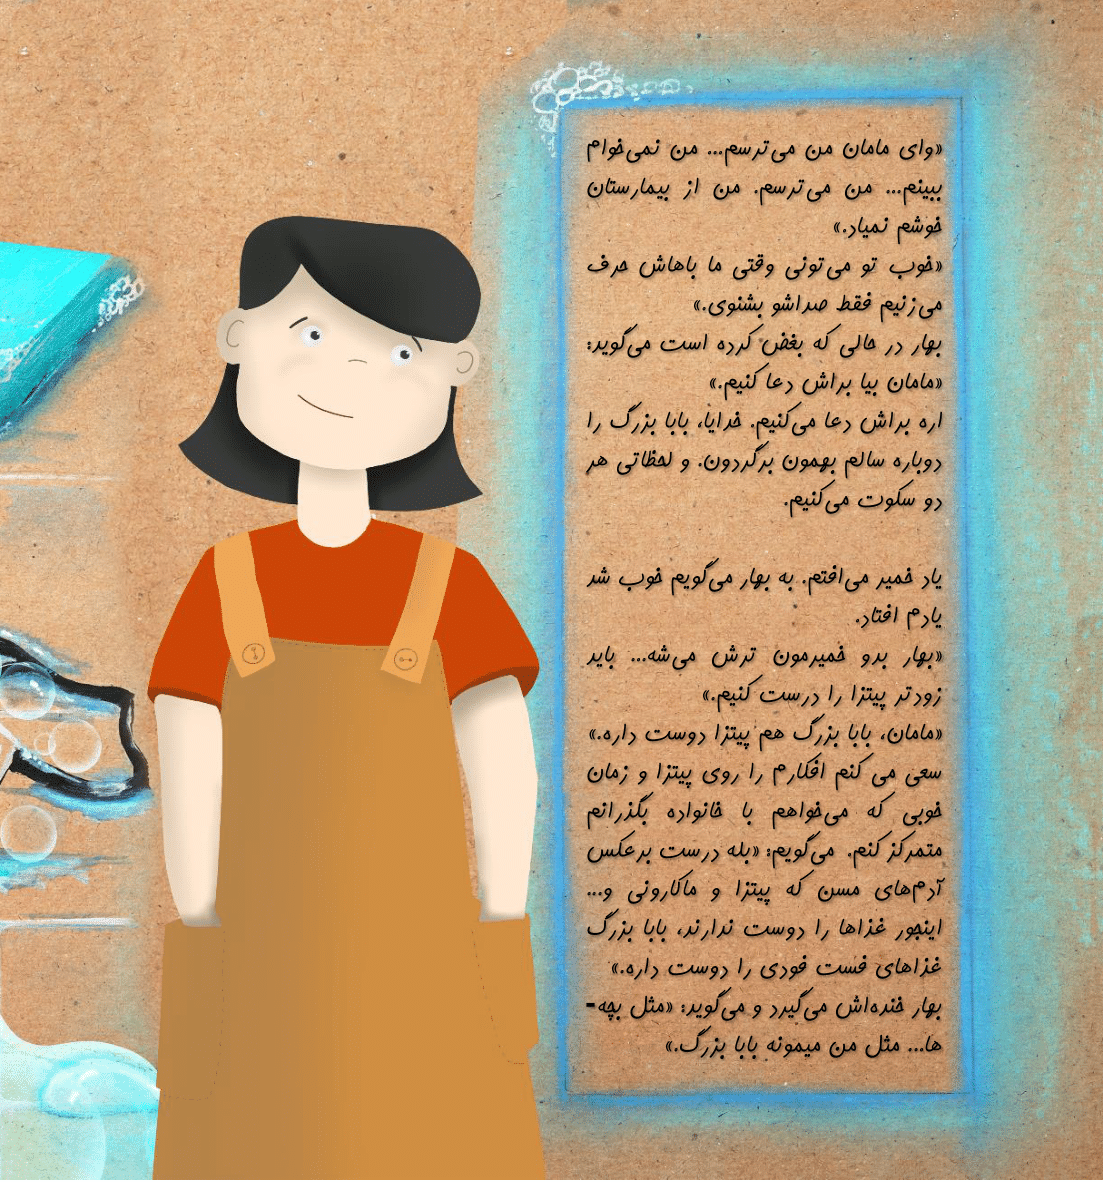 «وای مامان من می‌ترسم... من نمی‌خوام
ببینم... من می‌ترسم. من از بیمارستان
خوشم نمیاد.»
«خوب تو می‌تونی وقتی ما باهاش حرف
می‌زنیم فقط صداشو بشنوی.»
بهار در حالی که بغض کرده است می‌گوید:
«مامان بیا براش دعا کنیم.»
اره براش دعا می‌کنیم. خدایا، بابا بزرگ را
دوباره سالم بهمون برگردون. و لحظاتی هر
دو سکوت می‌کنیم.
یاد خمیر می‌افتم. به بهار می‌گویم خوب شد
یادم افتاد.
«بهار بدو خمیرمون ترش می‌شه... باید
زودتر پیتزا را درست کنیم.»
«مامان، بابا بزرگ هم پیتزا دوست داره.»
سعی می کنم افکارم را روی پیتزا و زمان
خوبی که می‌خواهم با خانواده بگذرانم
متمرکز کنم. می‌گویم: «بله درست برعکس
آدم‌های مسن که پیتزا و ماکارونی و...
اینجور غذاها را دوست ندارند، بابا بزرگ
غذاهای فست فودی را دوست داره.»
بهار خنده‌اش می‌گیرد و می‌گوید: «مثل بچه-
ها... مثل من میمونه بابا بزرگ.»